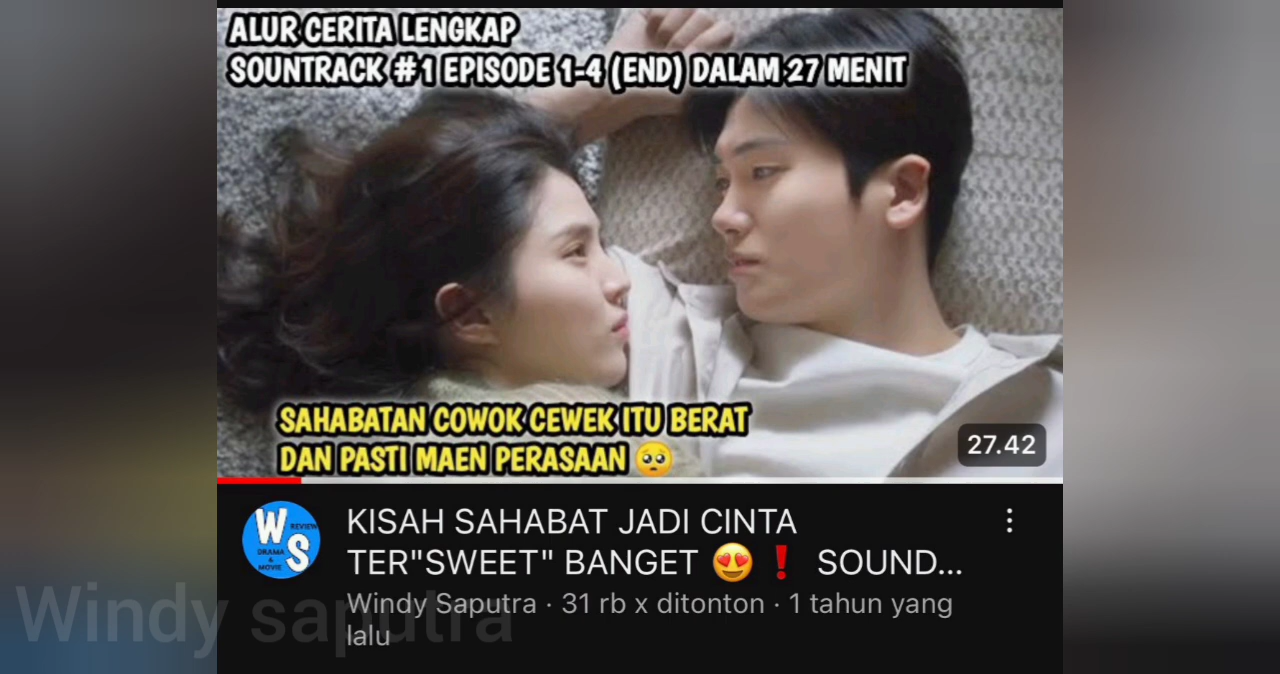 ALUR CERITA LENGKAP
SOUNTRACK #1 EPISODE 1-4 (END) DALAM 27 MENIT
SAHABATAN COWOK CEWEK ITU BERAT
DAN PASTI MAEN PERASAAN 🥺
27.42
W REVIEW
DRAMA
&
MOVIE
S
KISAH SAHABAT JADI CINTA
TER"SWEET" BANGET 😍❗ SOUND...
Windy Saputra · 31 rb x ditonton · 1 tahun yang
lalu
Windy saputra